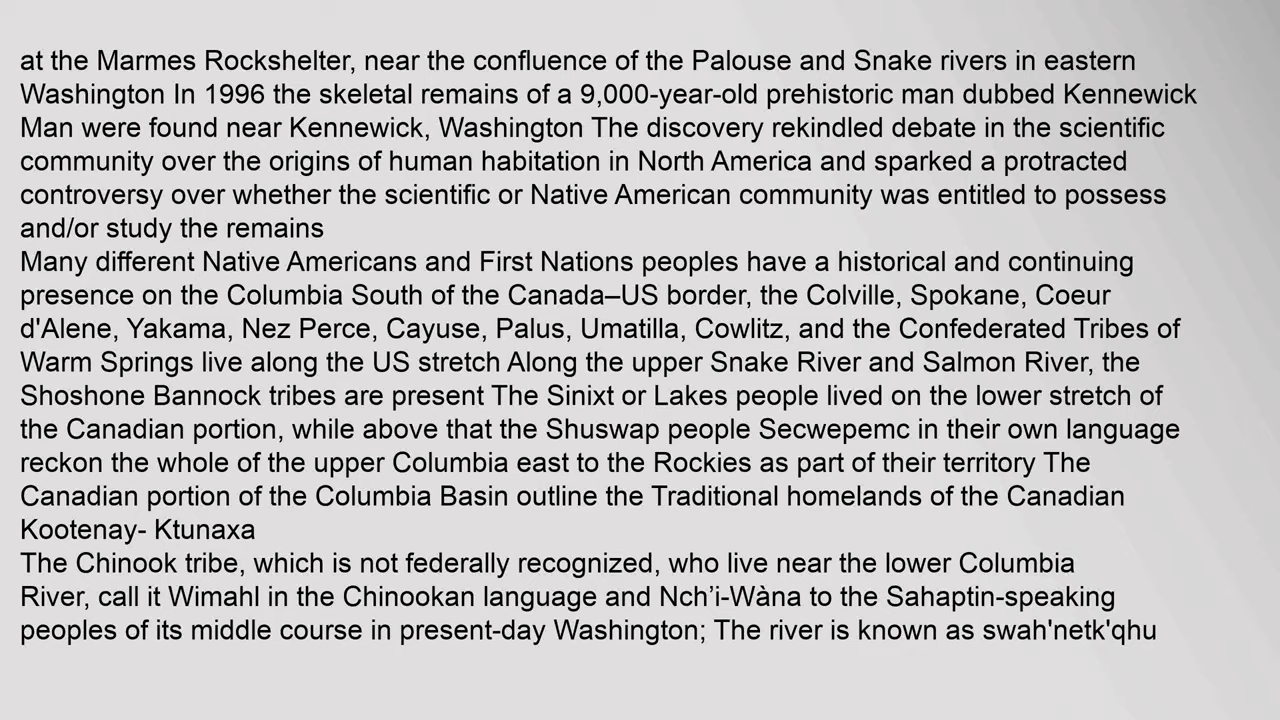 at the Marmes Rockshelter, near the confluence of the Palouse and Snake rivers in eastern
Washington In 1996 the skeletal remains of a 9,000-year-old prehistoric man dubbed Kennewick
Man were found near Kennewick, Washington The discovery rekindled debate in the scientific
community over the origins of human habitation in North America and sparked a protracted
controversy over whether the scientific or Native American community was entitled to possess
and/or study the remains
Many different Native Americans and First Nations peoples have a historical and continuing
presence on the Columbia South of the Canada–US border, the Colville, Spokane, Coeur
d'Alene, Yakama, Nez Perce, Cayuse, Palus, Umatilla, Cowlitz, and the Confederated Tribes of
Warm Springs live along the US stretch Along the upper Snake River and Salmon River, the
Shoshone Bannock tribes are present The Sinixt or Lakes people lived on the lower stretch of
the Canadian portion, while above that the Shuswap people Secwepemc in their own language
reckon the whole of the upper Columbia east to the Rockies as part of their territory The
Canadian portion of the Columbia Basin outline the Traditional homelands of the Canadian
Kootenay- Ktunaxa
The Chinook tribe, which is not federally recognized, who live near the lower Columbia
River, call it Wimahl in the Chinookan language and Nch’i-Wàna to the Sahaptin-speaking
peoples of its middle course in present-day Washington; The river is known as swah'netk'qhu